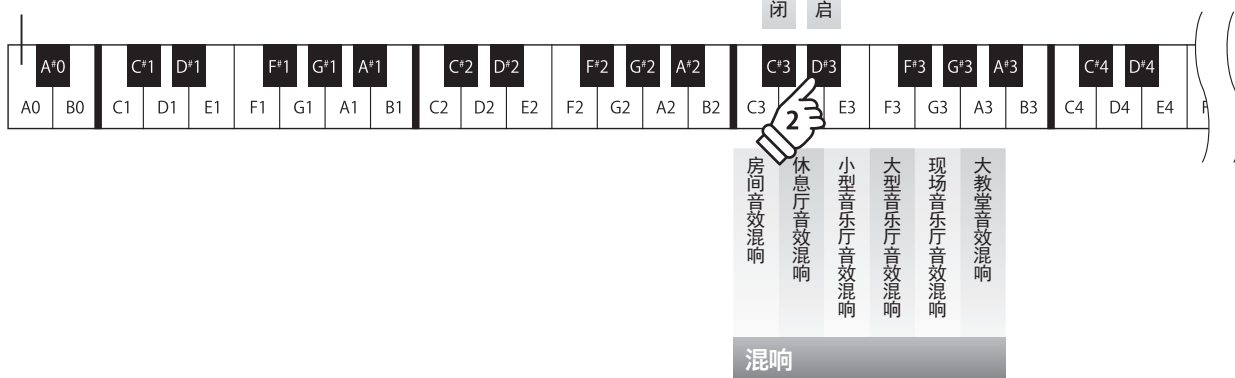 闭 启
A#0 C#1 D#1 F#1 G#1 A#1 C#2 D#2 F#2 G#2 A#2 C#3 D#3 F#3 G#3 A#3 C#4 D#4
A0 B0 C1 D1 E1 F1 G1 A1 B1 C2 D2 E2 F2 G2 A2 B2 C3 E3 F3 G3 A3 B3 C4 D4 E4
2
房间音效混响
休息厅音效混响
小型音乐厅音效混响
大型音乐厅音效混响
现场音乐厅音效混响
大教堂音效混响
混响